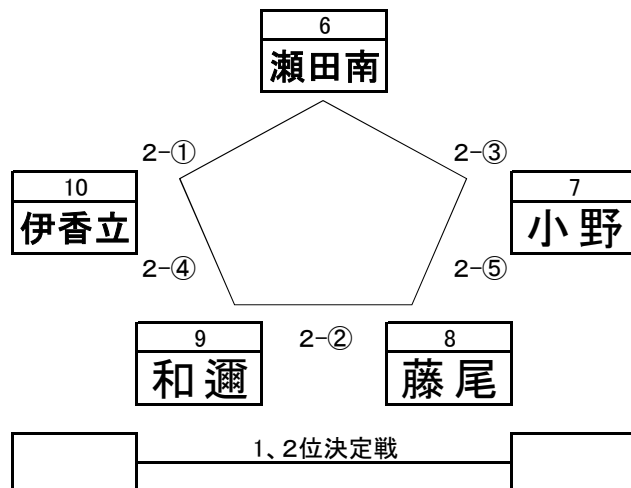 6
瀬田南
2-① 2-③
10 7
伊香立 小野
2-④ 2-⑤
9 2-② 8
和邇 藤尾
1、2位決定戦